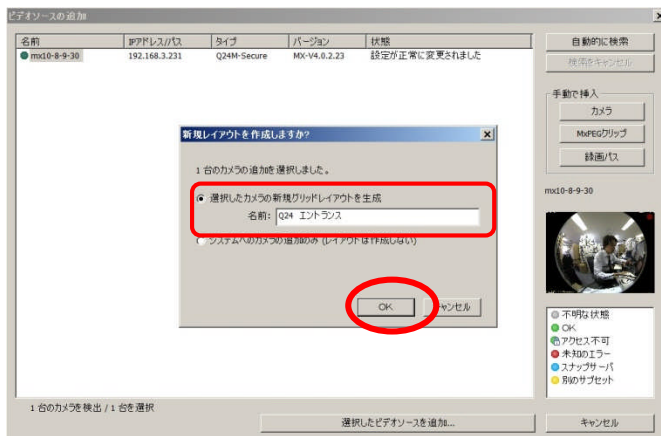 ビデオソースの追加
名前 IPアドレス/パス タイプ バージョン 状態
mx10-8-9-30 192.168.3.231 Q24M-Secure MX-V4.0.2.23 設定が正常に変更されました
自動的に検索
検索をキャンセル
手動で挿入
カメラ
MxPEGクリップ
録画パス
新規レイアウトを作成しますか?
1 台のカメラの追加を選択しました。
選択したカメラの新規グリッドレイアウトを生成
名前: Q24 エントランス
システムへのカメラの追加のみ (レイアウトは作成しない)
OK キャンセル
mx10-8-9-30
不明な状態
OK
アクセス不可
未知のエラー
スナップサーバ
別のサブセット
1 台のカメラを検出 / 1 台を選択
選択したビデオソースを追加... キャンセル